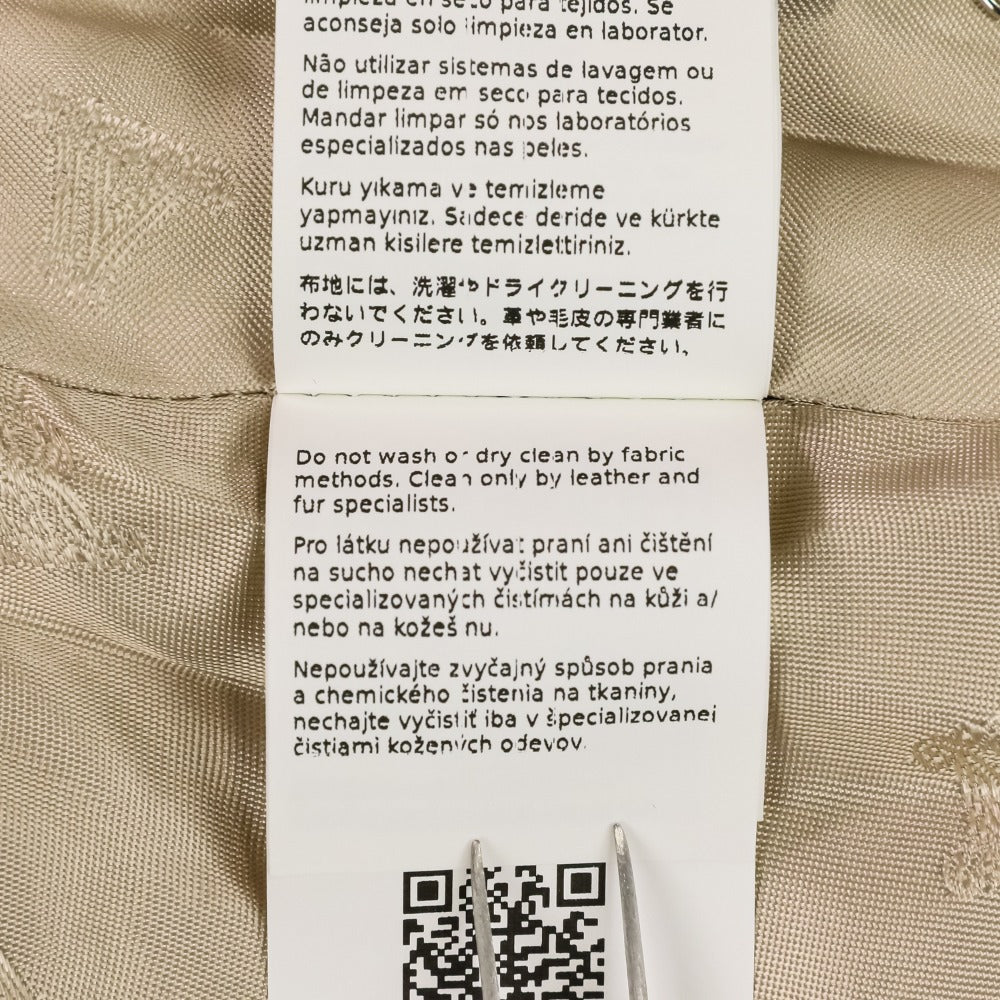 limpieza en seco para tejidos. Se
aconseja solo limpieza en laborator.
Não utilizar sistemas de lavagem ou
de limpeza em seco para tecidos.
Mandar limpar só nos laboratórios
especializados nas peles.
Kuru yıkama ve temizleme
yapmayınız. Sadece deride ve kürkte
uzman kisilere temizlettiriniz.
布地には、洗濯やドライクリーニングを行
わないでください。革や毛皮の専門業者に
のみクリーニングを依頼してください。
Do not wash or dry clean by fabric
methods. Clean only by leather and
fur specialists.
Pro látku nepoužívat praní ani čištění
na sucho nechat vyčistit pouze ve
specializovaných čistímách na kůži a/
nebo na kožešinu.
Nepoužívajte zvyčajný spôsob prania
a chemického čistenia na tkaniny,
nechajte vyčistiť iba v špecializovanei
čistiami kožených odevov.